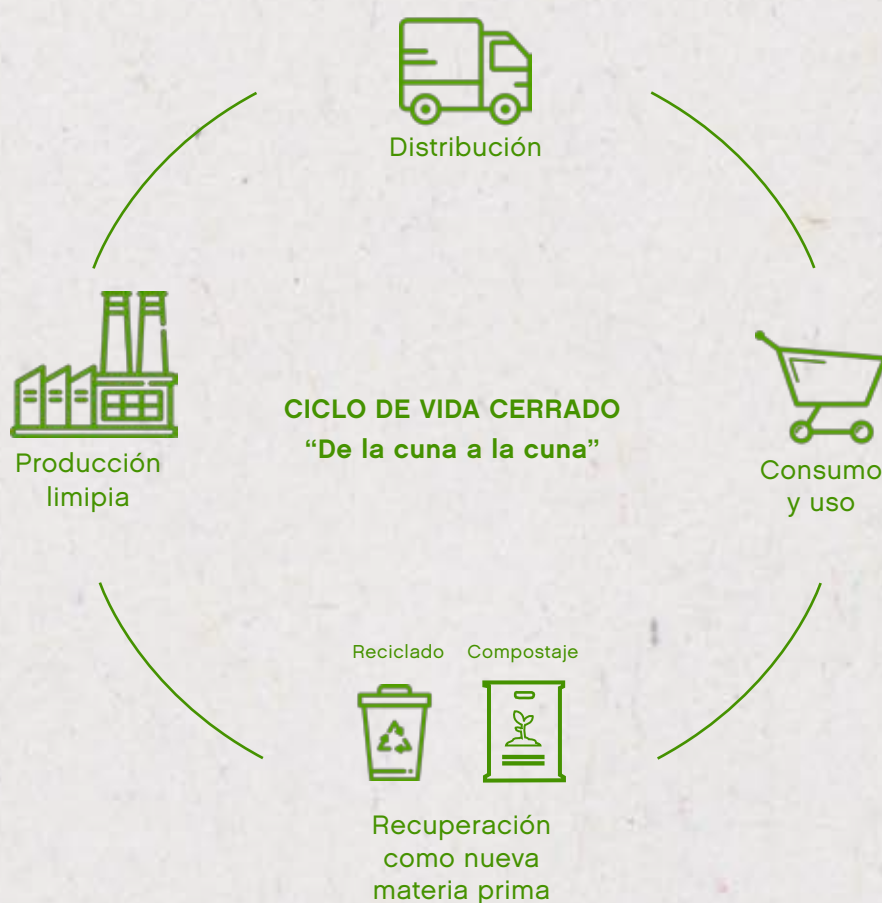 Distribución
CICLO DE VIDA CERRADO
“De la cuna a la cuna”
Producción
limipia
Consumo
y uso
Reciclado
Compostaje
Recuperación
como nueva
materia prima